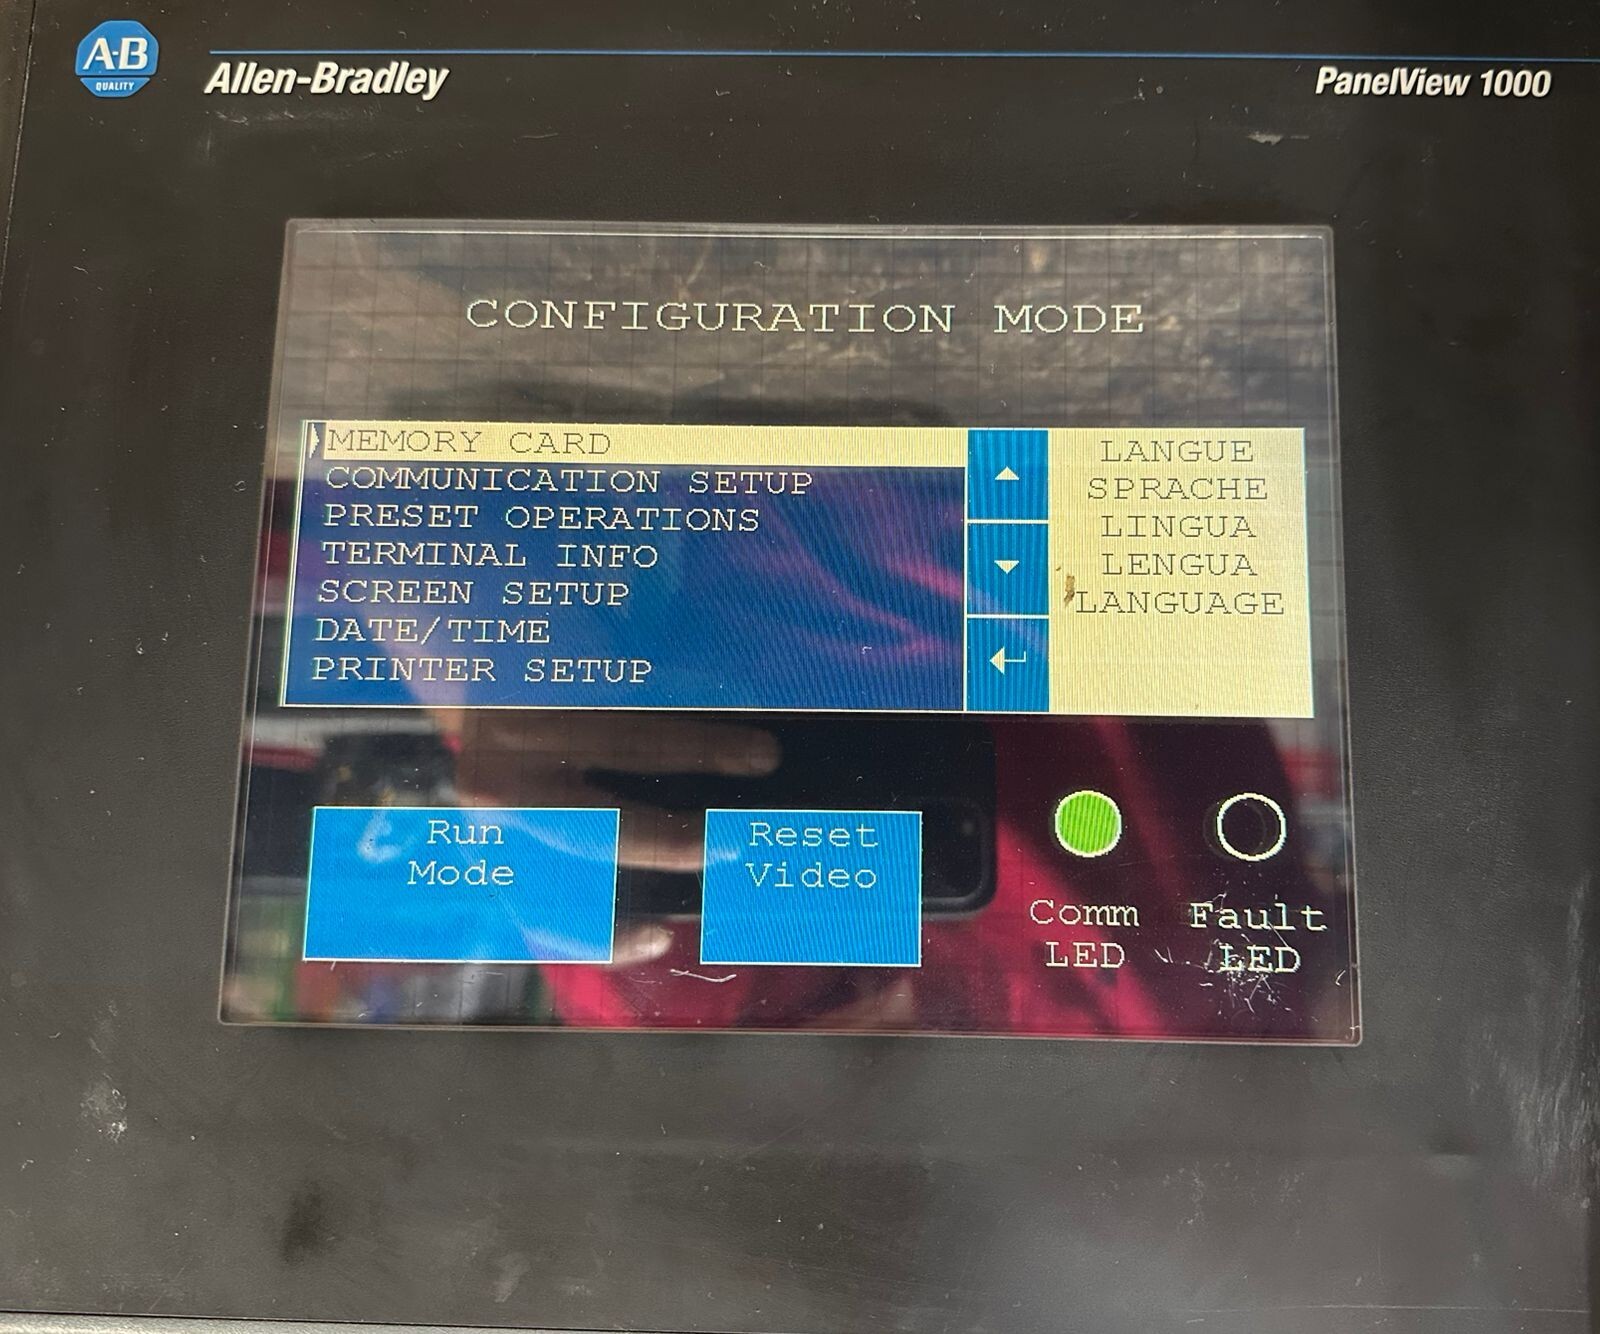 A-B
QUALITY
Allen-Bradley
PanelView 1000
CONFIGURATION MODE
MEMORY CARD
COMMUNICATION SETUP
PRESET OPERATIONS
TERMINAL INFO
SCREEN SETUP
DATE/TIME
PRINTER SETUP
LANGUE
SPRACHE
LINGUA
LENGUA
LANGUAGE
Run
Mode
Reset
Video
Comm
LED
Fault
LED